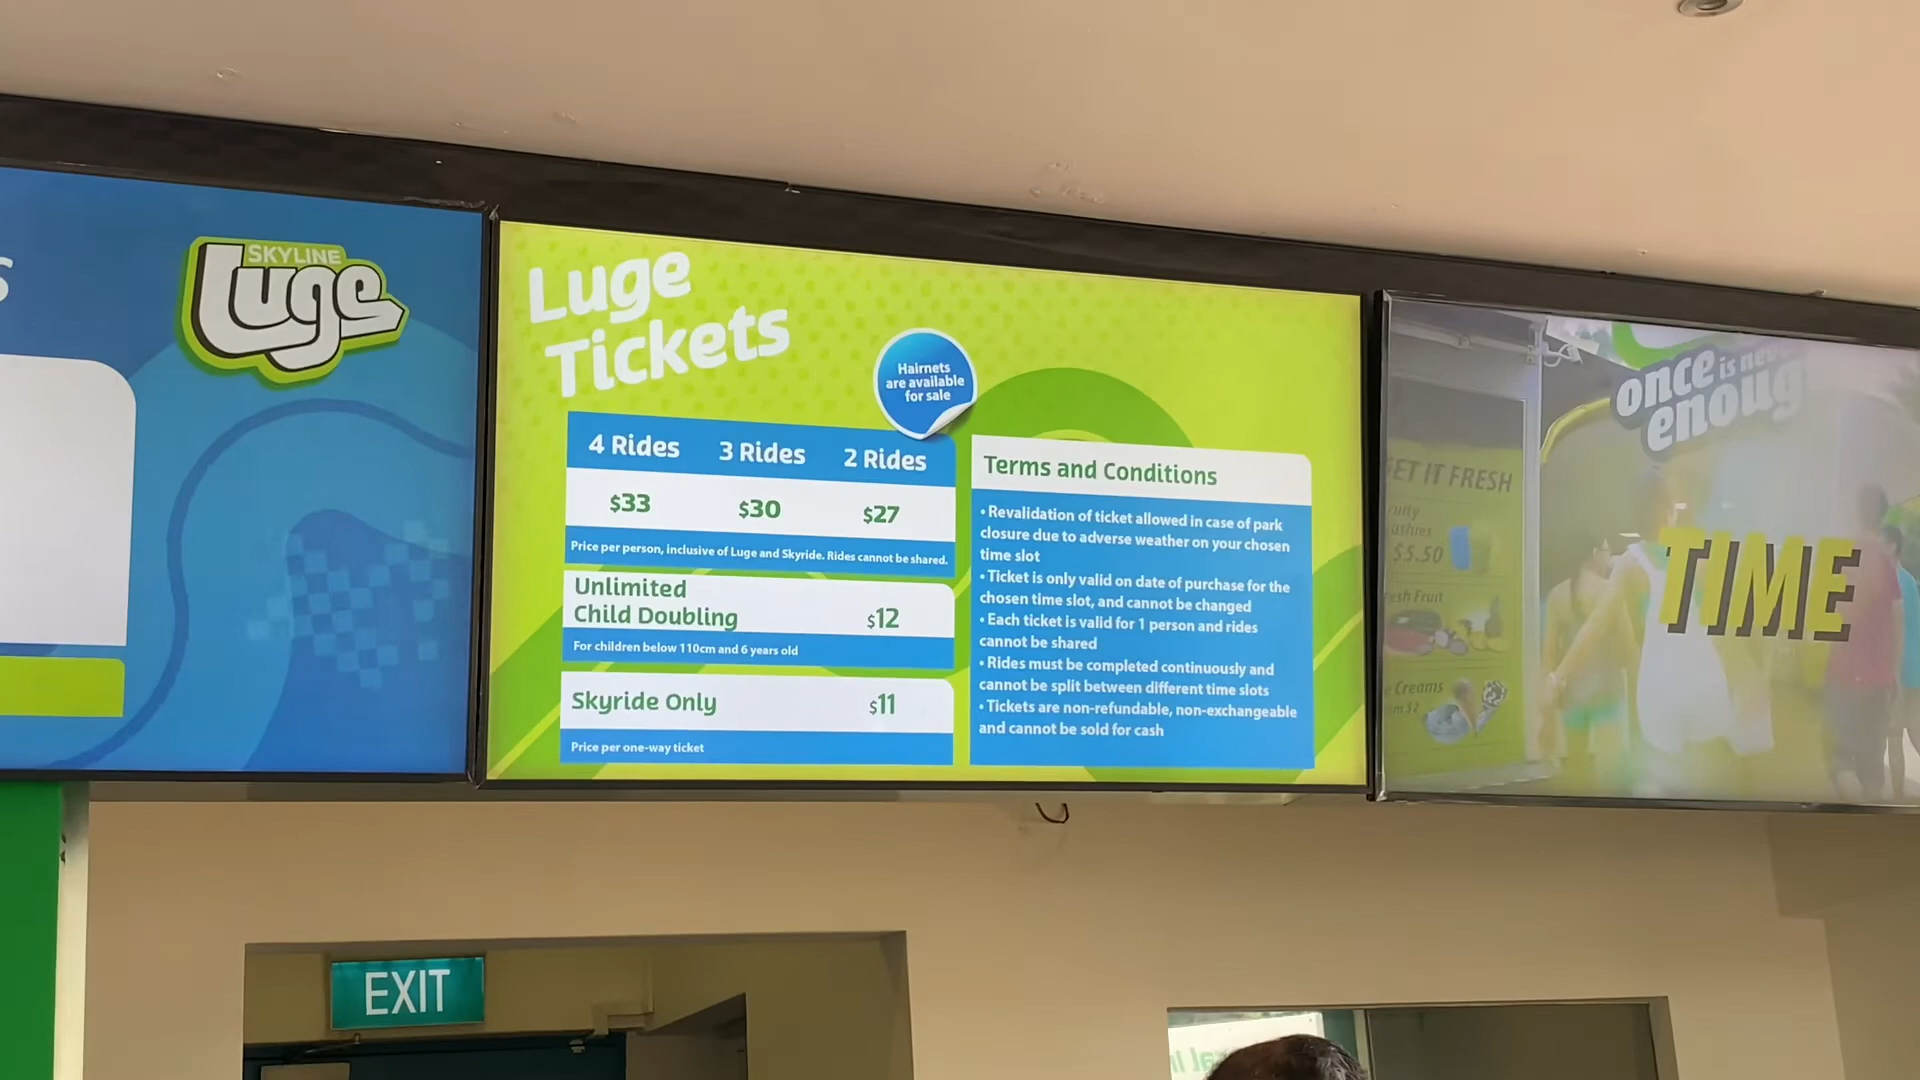 SKYLINE
Luge
Luge
Tickets
Hairnets
are available
for sale
4 Rides 3 Rides 2 Rides
$33 $30 $27
Price per person, inclusive of Luge and Skyride. Rides cannot be shared.
Unlimited
Child Doubling $12
For children below 110cm and 6 years old
Skyride Only $11
Price per one-way ticket
Terms and Conditions
• Revalidation of ticket allowed in case of park
closure due to adverse weather on your chosen
time slot
• Ticket is only valid on date of purchase for the
chosen time slot, and cannot be changed
• Each ticket is valid for 1 person and rides
cannot be shared
• Rides must be completed continuously and
cannot be split between different time slots
• Tickets are non-refundable, non-exchangeable
and cannot be sold for cash
once is
IT FRESH
$5.50
Fruit
Creams
$2
TIME
EXIT